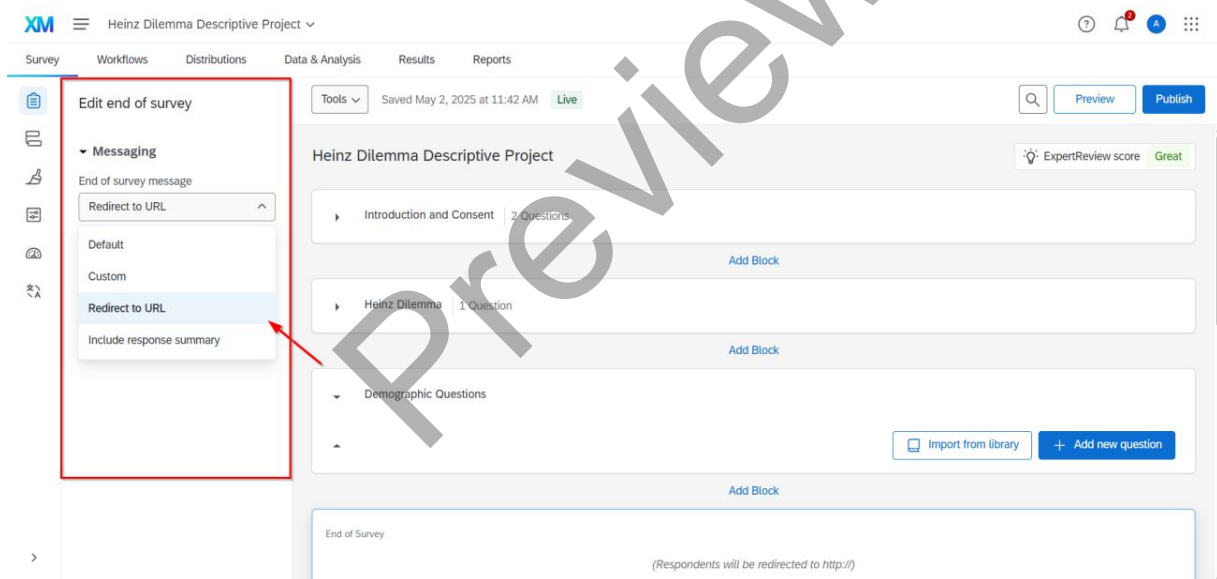 XM
Heinz Dilemma Descriptive Project
2
A
Survey Workflows Distributions Data & Analysis Results Reports
Edit end of survey
Tools Saved May 2, 2025 at 11:42 AM Live
Preview Publish
Messaging
Heinz Dilemma Descriptive Project
ExpertReview score Great
End of survey message
Redirect to URL
Default
Custom
Redirect to URL
Include response summary
Introduction and Consent 2 Questions
Add Block
Heinz Dilemma 1 Question
Add Block
Demographic Questions
Import from library
+ Add new question
Add Block
End of Survey
(Respondents will be redirected to http://)
Preview